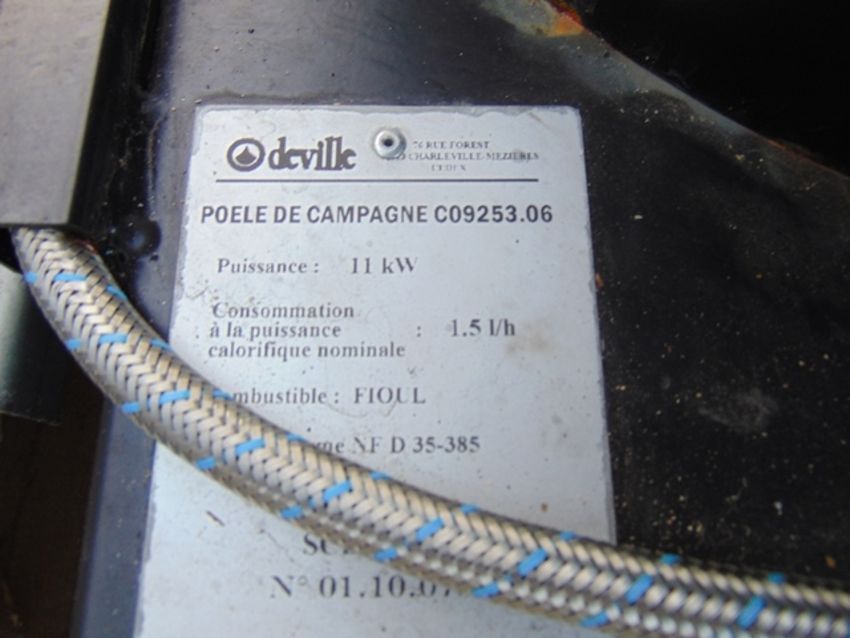 deville
76 RUE FOREST
CHARLEVILLE-MEZIERES
CEDEX
POELE DE CAMPAGNE C09253.06
Puissance : 11 kW
Consommation
à la puissance : 1.5 l/h
calorifique nominale
mbustible : FIOUL
me NF D 35-385
N° 01.10.07